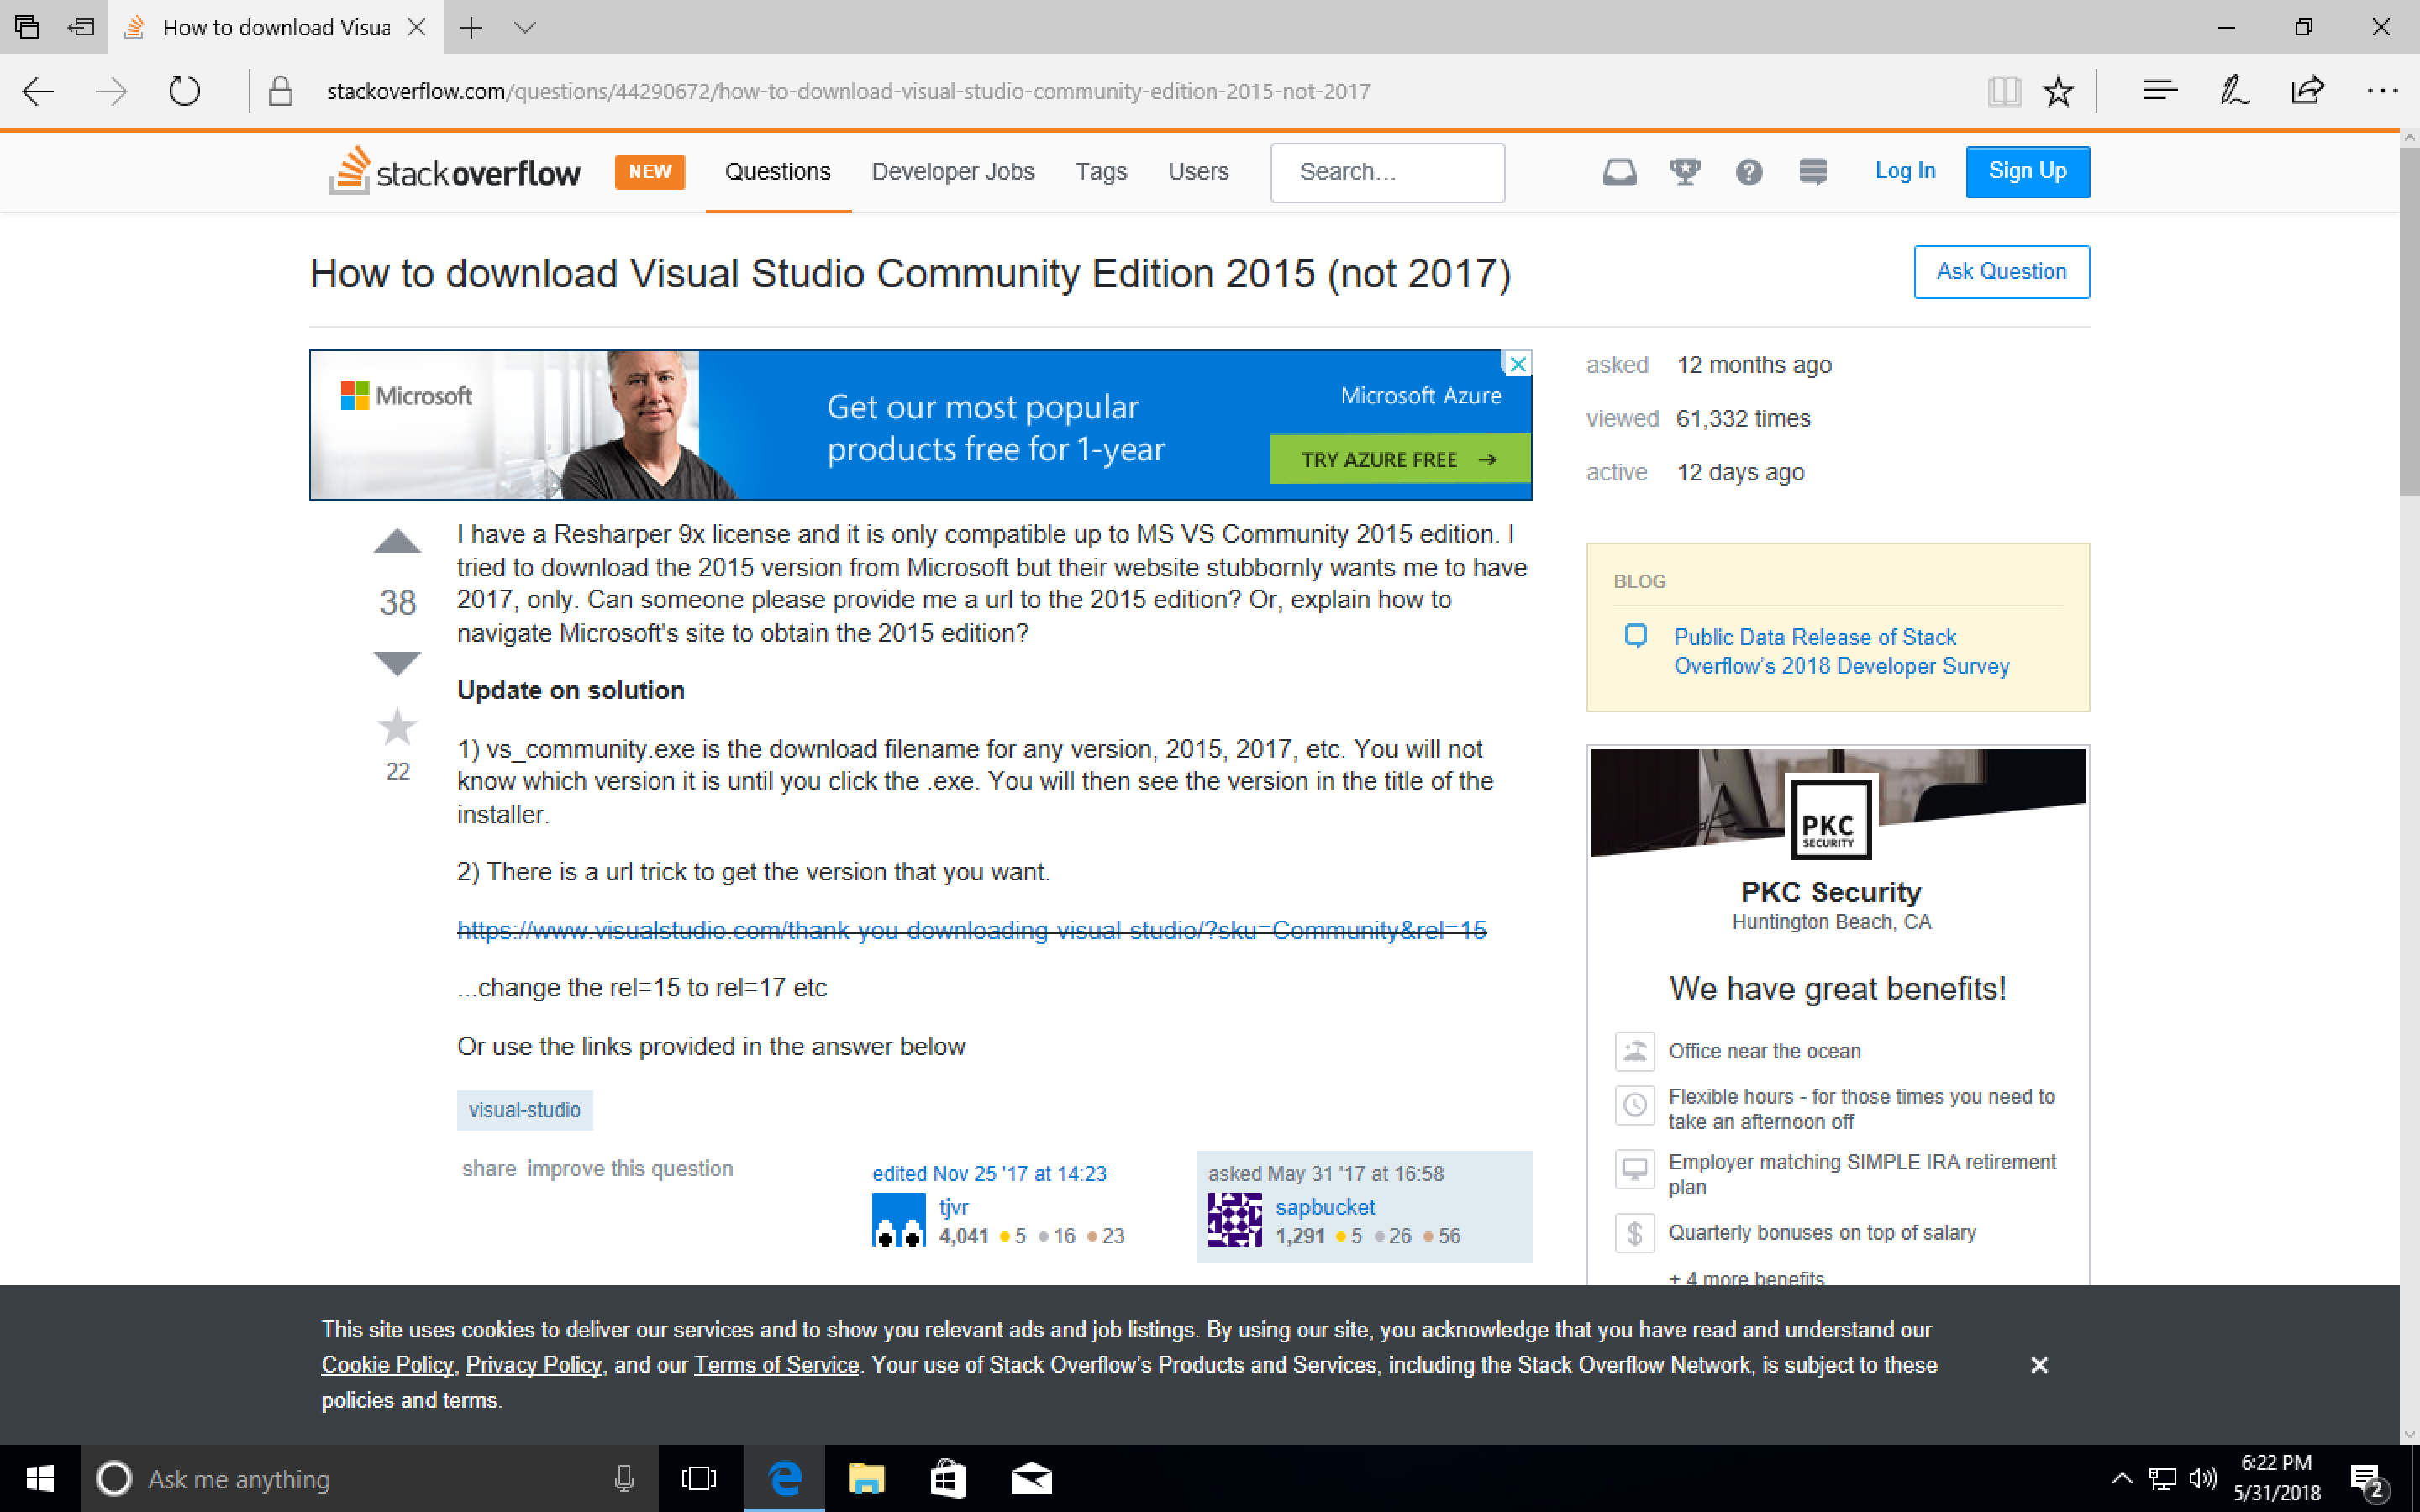 How to download Visua
stackoverflow.com/questions/44290672/how-to-download-visual-studio-community-edition-2015-not-2017
stackoverflow NEW Questions Developer Jobs Tags Users Search... Log In Sign Up
How to download Visual Studio Community Edition 2015 (not 2017)
Ask Question
Microsoft
Get our most popular
products free for 1-year
Microsoft Azure
TRY AZURE FREE →
asked 12 months ago
viewed 61,332 times
active 12 days ago
38
22
I have a Resharper 9x license and it is only compatible up to MS VS Community 2015 edition. I
tried to download the 2015 version from Microsoft but their website stubbornly wants me to have
2017, only. Can someone please provide me a url to the 2015 edition? Or, explain how to
navigate Microsoft's site to obtain the 2015 edition?
Update on solution
1) vs_community.exe is the download filename for any version, 2015, 2017, etc. You will not
know which version it is until you click the .exe. You will then see the version in the title of the
installer.
2) There is a url trick to get the version that you want.
https://www.visualstudio.com/thank-you-downloading-visual-studio/?sku=Community&rel=15
...change the rel=15 to rel=17 etc
Or use the links provided in the answer below
visual-studio
share improve this question
edited Nov 25 '17 at 14:23
tjvr
4,041 5 16 23
asked May 31 '17 at 16:58
sapbucket
1,291 5 26 56
BLOG
Public Data Release of Stack
Overflow's 2018 Developer Survey
PKC
SECURITY
PKC Security
Huntington Beach, CA
We have great benefits!
Office near the ocean
Flexible hours - for those times you need to
take an afternoon off
Employer matching SIMPLE IRA retirement
plan
Quarterly bonuses on top of salary
+ 4 more benefits
This site uses cookies to deliver our services and to show you relevant ads and job listings. By using our site, you acknowledge that you have read and understand our
Cookie Policy, Privacy Policy, and our Terms of Service. Your use of Stack Overflow's Products and Services, including the Stack Overflow Network, is subject to these
policies and terms.
Ask me anything
6:22 PM
5/31/2018
2